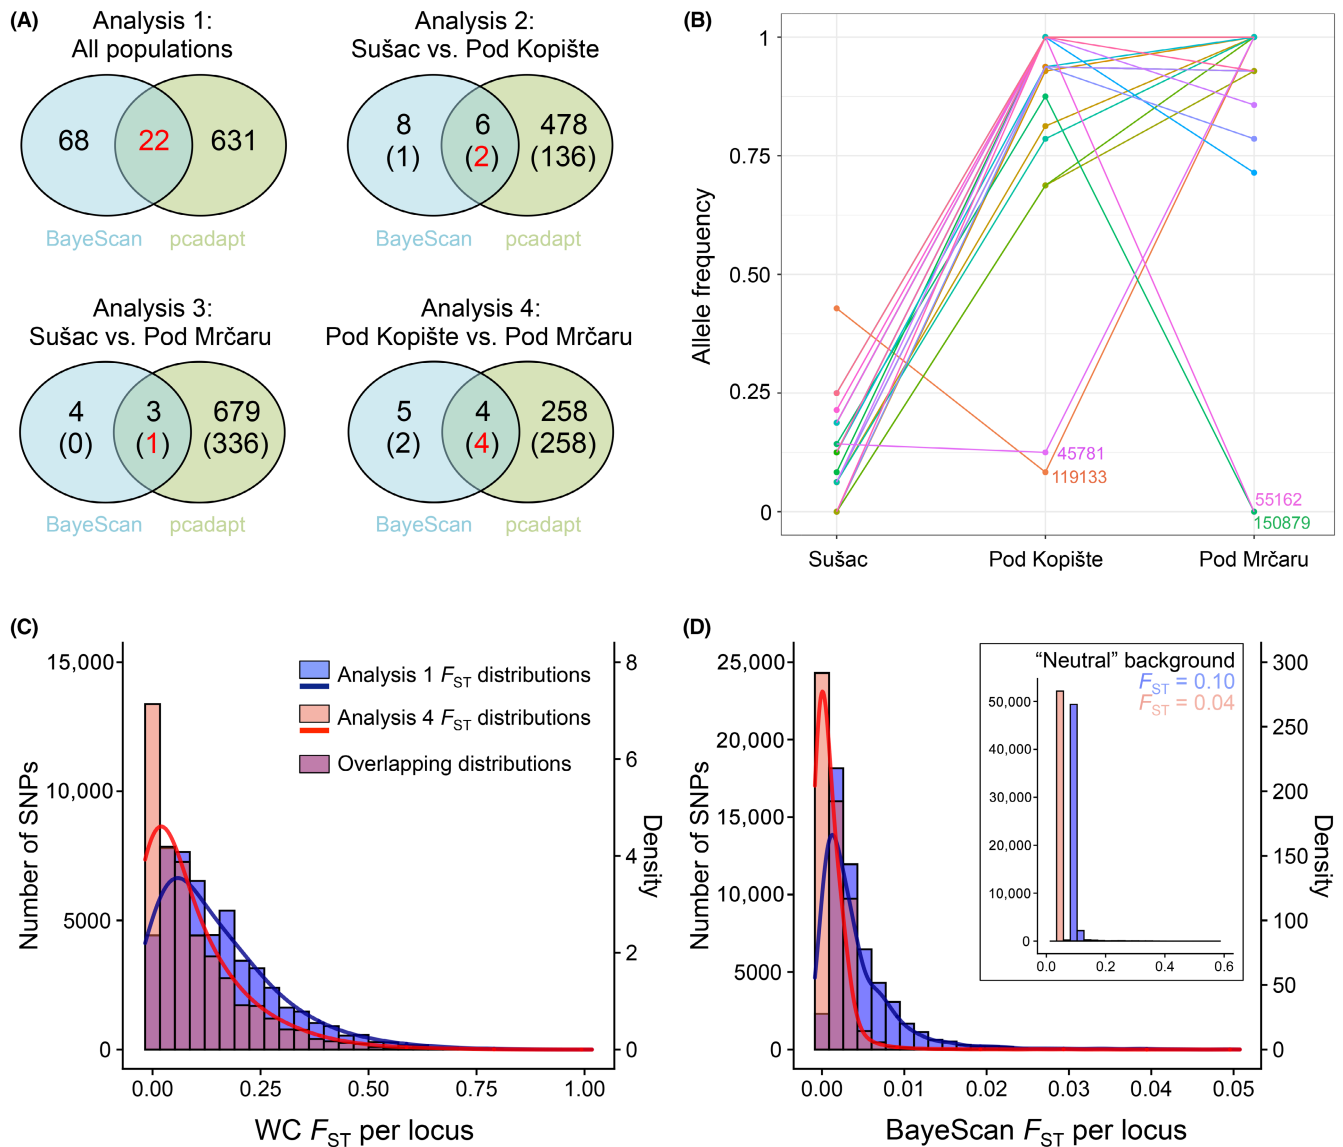 (A)
Analysis 1:
All populations
68 22 631
BayeScan pcadapt
Analysis 2:
Sušac vs. Pod Kopište
8 6 478
(1) (2) (136)
BayeScan pcadapt
Analysis 3:
Sušac vs. Pod Mrčaru
4 3 679
(0) (1) (336)
BayeScan pcadapt
Analysis 4:
Pod Kopište vs. Pod Mrčaru
5 4 258
(2) (4) (258)
BayeScan pcadapt
(B)
Allele frequency
1
0.75
0.50
0.25
0
45781
119133
55162
150879
Sušac Pod Kopište Pod Mrčaru
(C)
Number of SNPs
15,000
10,000
5000
0
Analysis 1 FST distributions
Analysis 4 FST distributions
Overlapping distributions
8
6
4
2
0
Density
0.00 0.25 0.50 0.75 1.00
WC FST per locus
(D)
Number of SNPs
25,000
20,000
15,000
10,000
5000
0
“Neutral” background
FST = 0.10
FST = 0.04
50,000
40,000
30,000
20,000
10,000
0
0.0 0.2 0.4 0.6
300
250
200
150
100
50
0
Density
0.00 0.01 0.02 0.03 0.04 0.05
BayeScan FST per locus